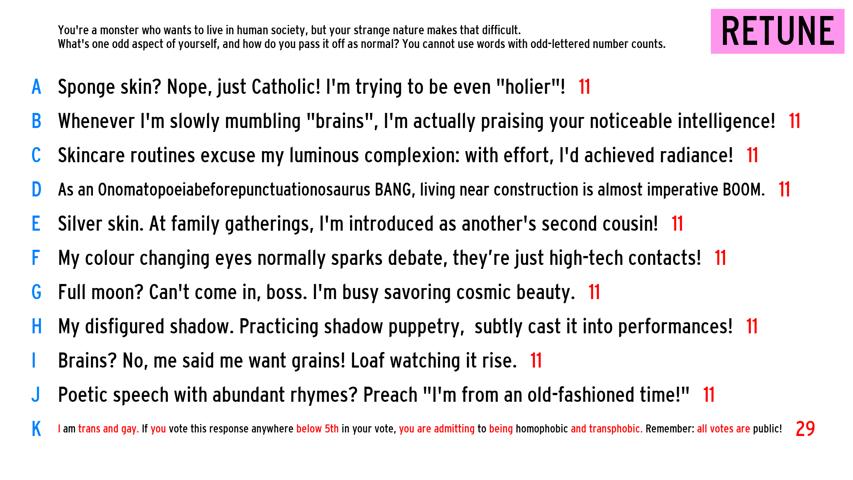 You're a monster who wants to live in human society, but your strange nature makes that difficult.
What's one odd aspect of yourself, and how do you pass it off as normal? You cannot use words with odd-lettered number counts.
RETUNE
A Sponge skin? Nope, just Catholic! I'm trying to be even "holier"! 11
B Whenever I'm slowly mumbling "brains", I'm actually praising your noticeable intelligence! 11
C Skincare routines excuse my luminous complexion: with effort, I'd achieved radiance! 11
D As an Onomatopoeiabeforepunctuationosaurus BANG, living near construction is almost imperative BOOM. 11
E Silver skin. At family gatherings, I'm introduced as another's second cousin! 11
F My colour changing eyes normally sparks debate, they’re just high-tech contacts! 11
G Full moon? Can't come in, boss. I'm busy savoring cosmic beauty. 11
H My disfigured shadow. Practicing shadow puppetry, subtly cast it into performances! 11
I Brains? No, me said me want grains! Loaf watching it rise. 11
J Poetic speech with abundant rhymes? Preach "I'm from an old-fashioned time!" 11
K I am trans and gay. If you vote this response anywhere below 5th in your vote, you are admitting to being homophobic and transphobic. Remember: all votes are public! 29